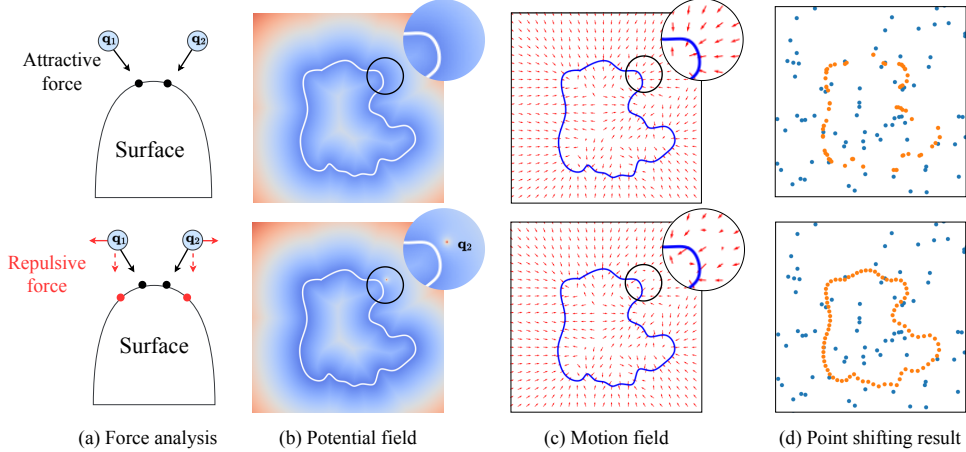 q1
q2
Attractive
force
Surface
q1
q2
Repulsive
force
q2
Surface
(a) Force analysis
(b) Potential field
(c) Motion field
(d) Point shifting result